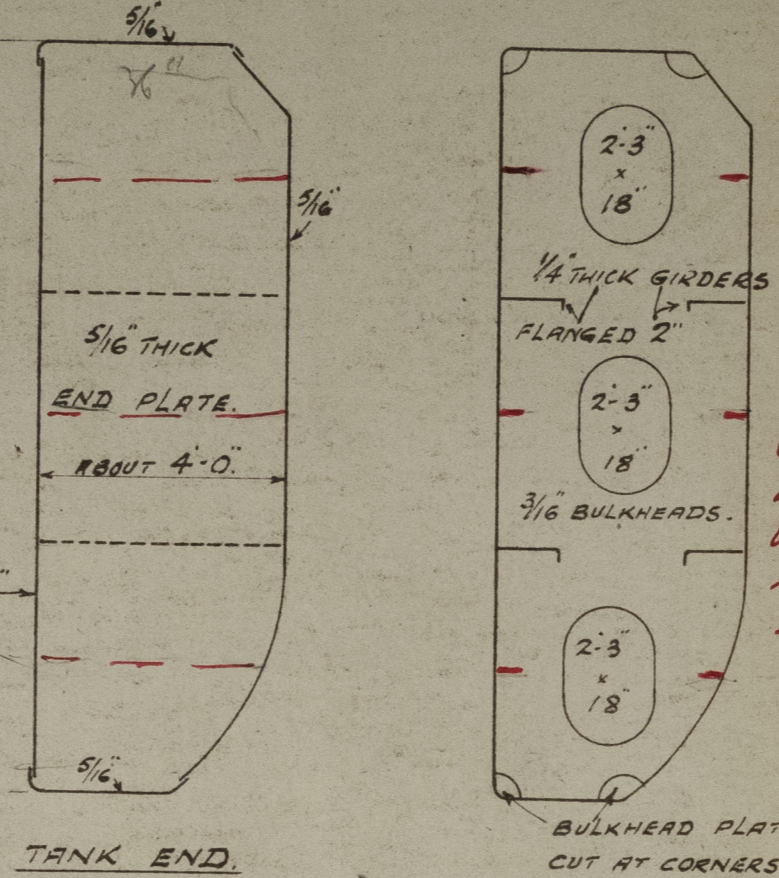 5/16"
36"
5/16"
5/16" THICK
END PLATE.
ABOUT 4'-0".
5/16"
TANK END.
2'-3"
x
18"
1/4" THICK GIRDERS
FLANGED 2"
2'-3"
x
18"
3/16" BULKHEADS.
2'-3"
x
18"
BULKHEAD PLAT
CUT AT CORNERS